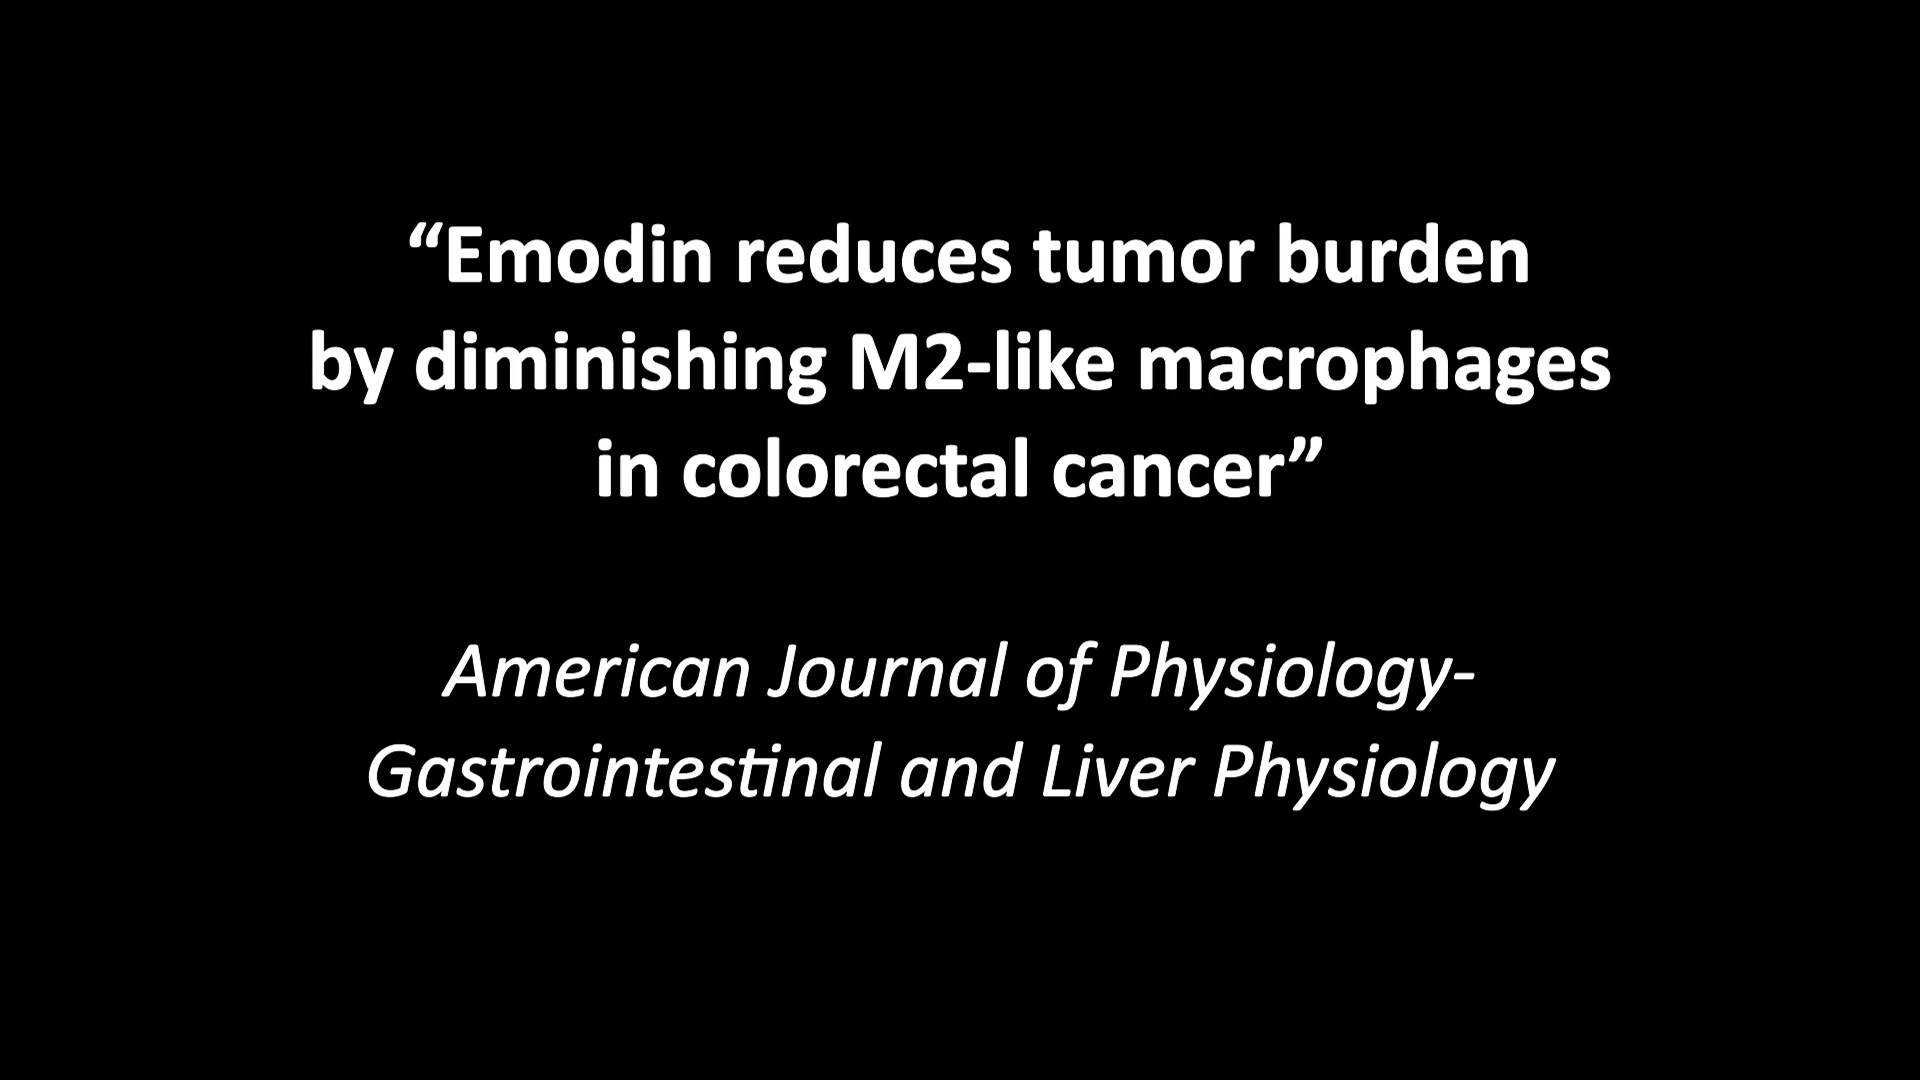 “Emodin reduces tumor burden
by diminishing M2-like macrophages
in colorectal cancer”
American Journal of Physiology-
Gastrointestinal and Liver Physiology